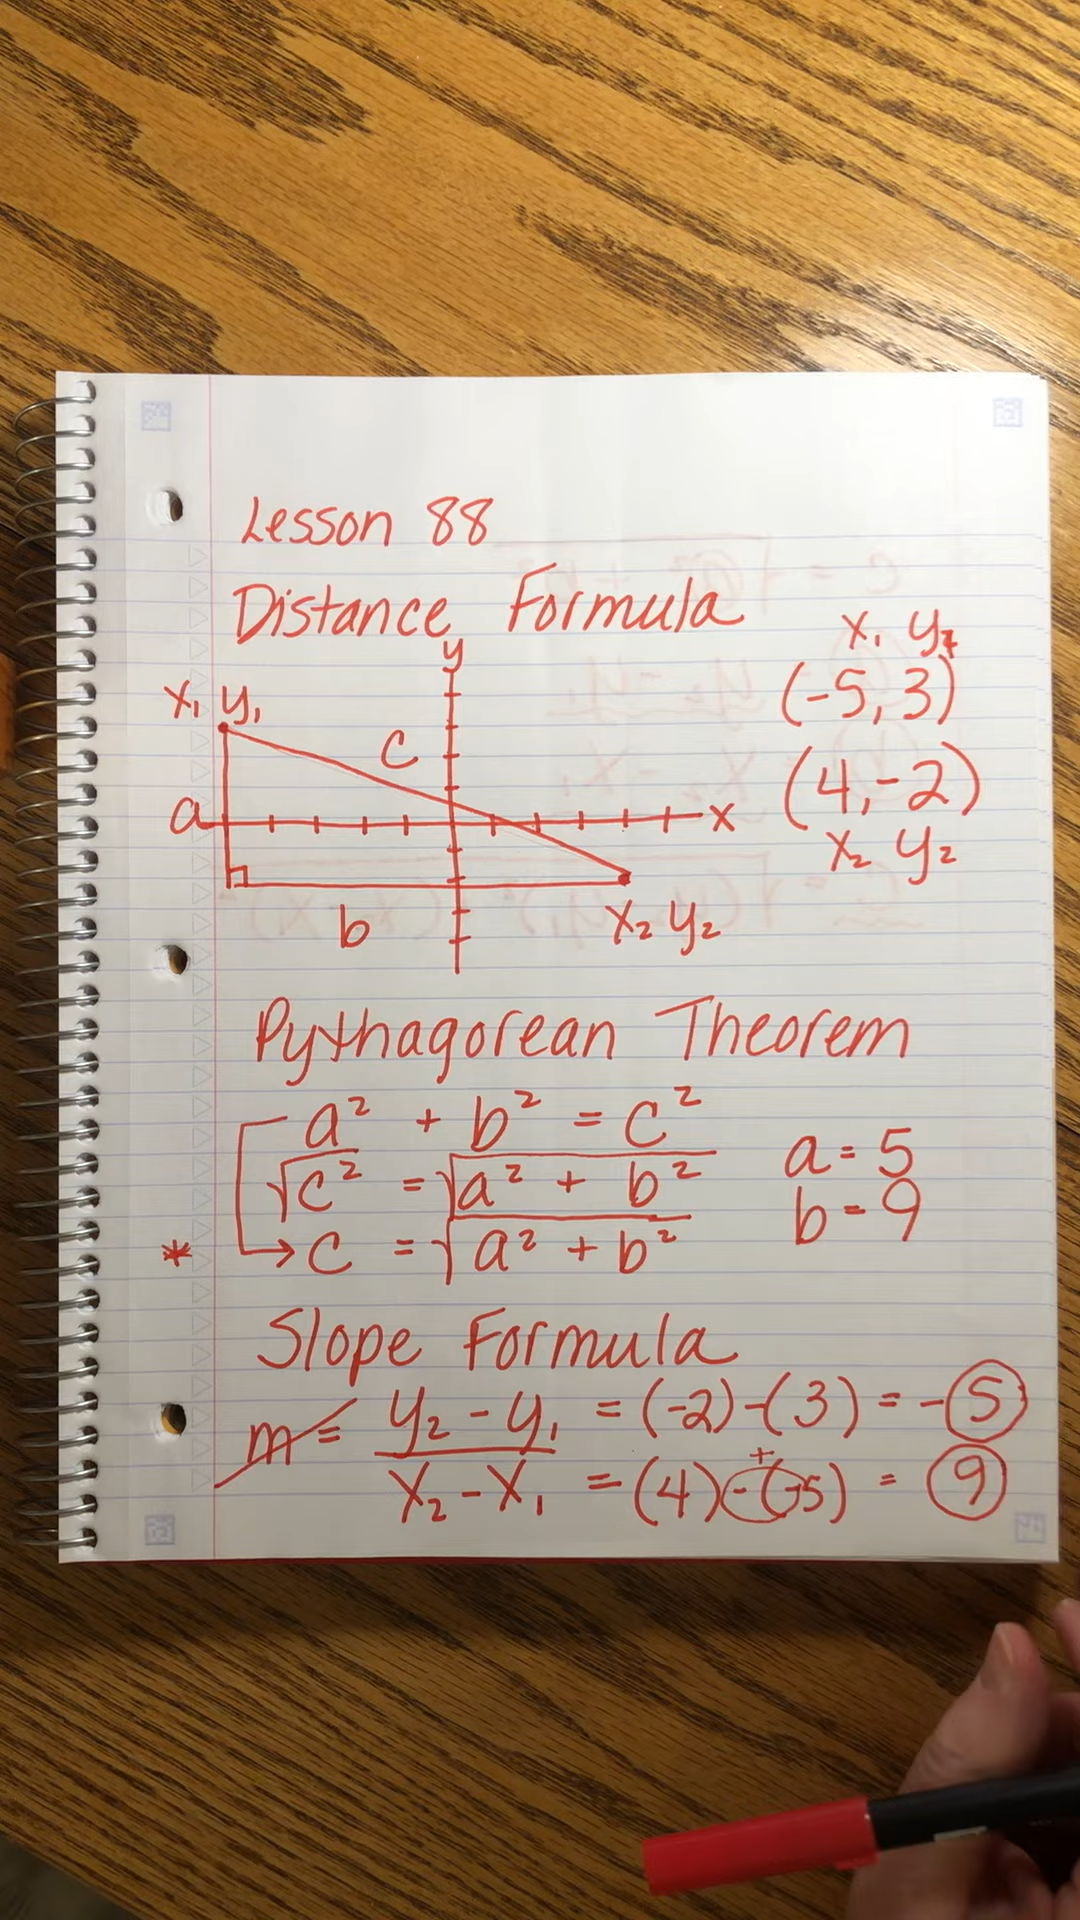 Lesson 88
Distance Formula
x₁ y₁
(-5, 3)
(4, -2)
x₂ y₂
y
x₁ y₁
c
a
x
b
x₂ y₂
Pythagorean Theorem
a² + b² = c²
√c² = √a² + b²
* → c = √a² + b²
a = 5
b = 9
Slope Formula
m = y₂ - y₁ = (-2) - (3) = -5
x₂ - x₁ = (4) - (-5) = 9
+